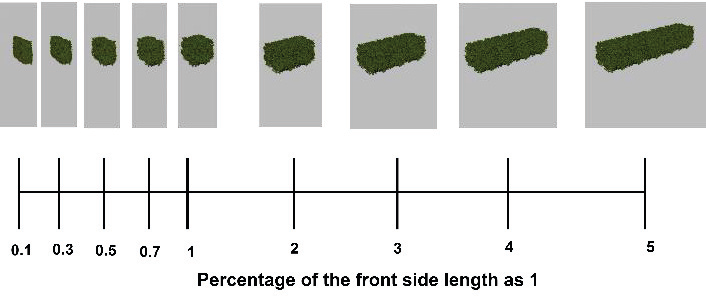 0.1 0.3 0.5 0.7 1 2 3 4 5
Percentage of the front side length as 1